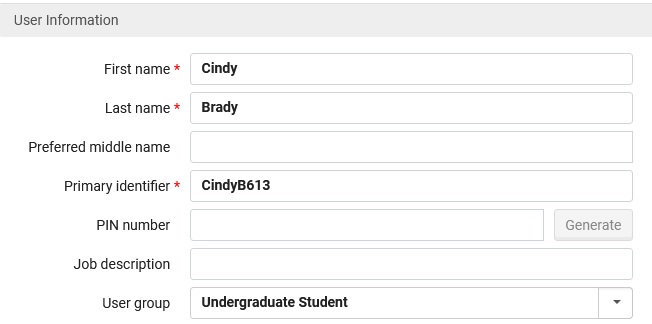 User Information
First name * Cindy
Last name * Brady
Preferred middle name
Primary identifier * CindyB613
PIN number Generate
Job description
User group Undergraduate Student